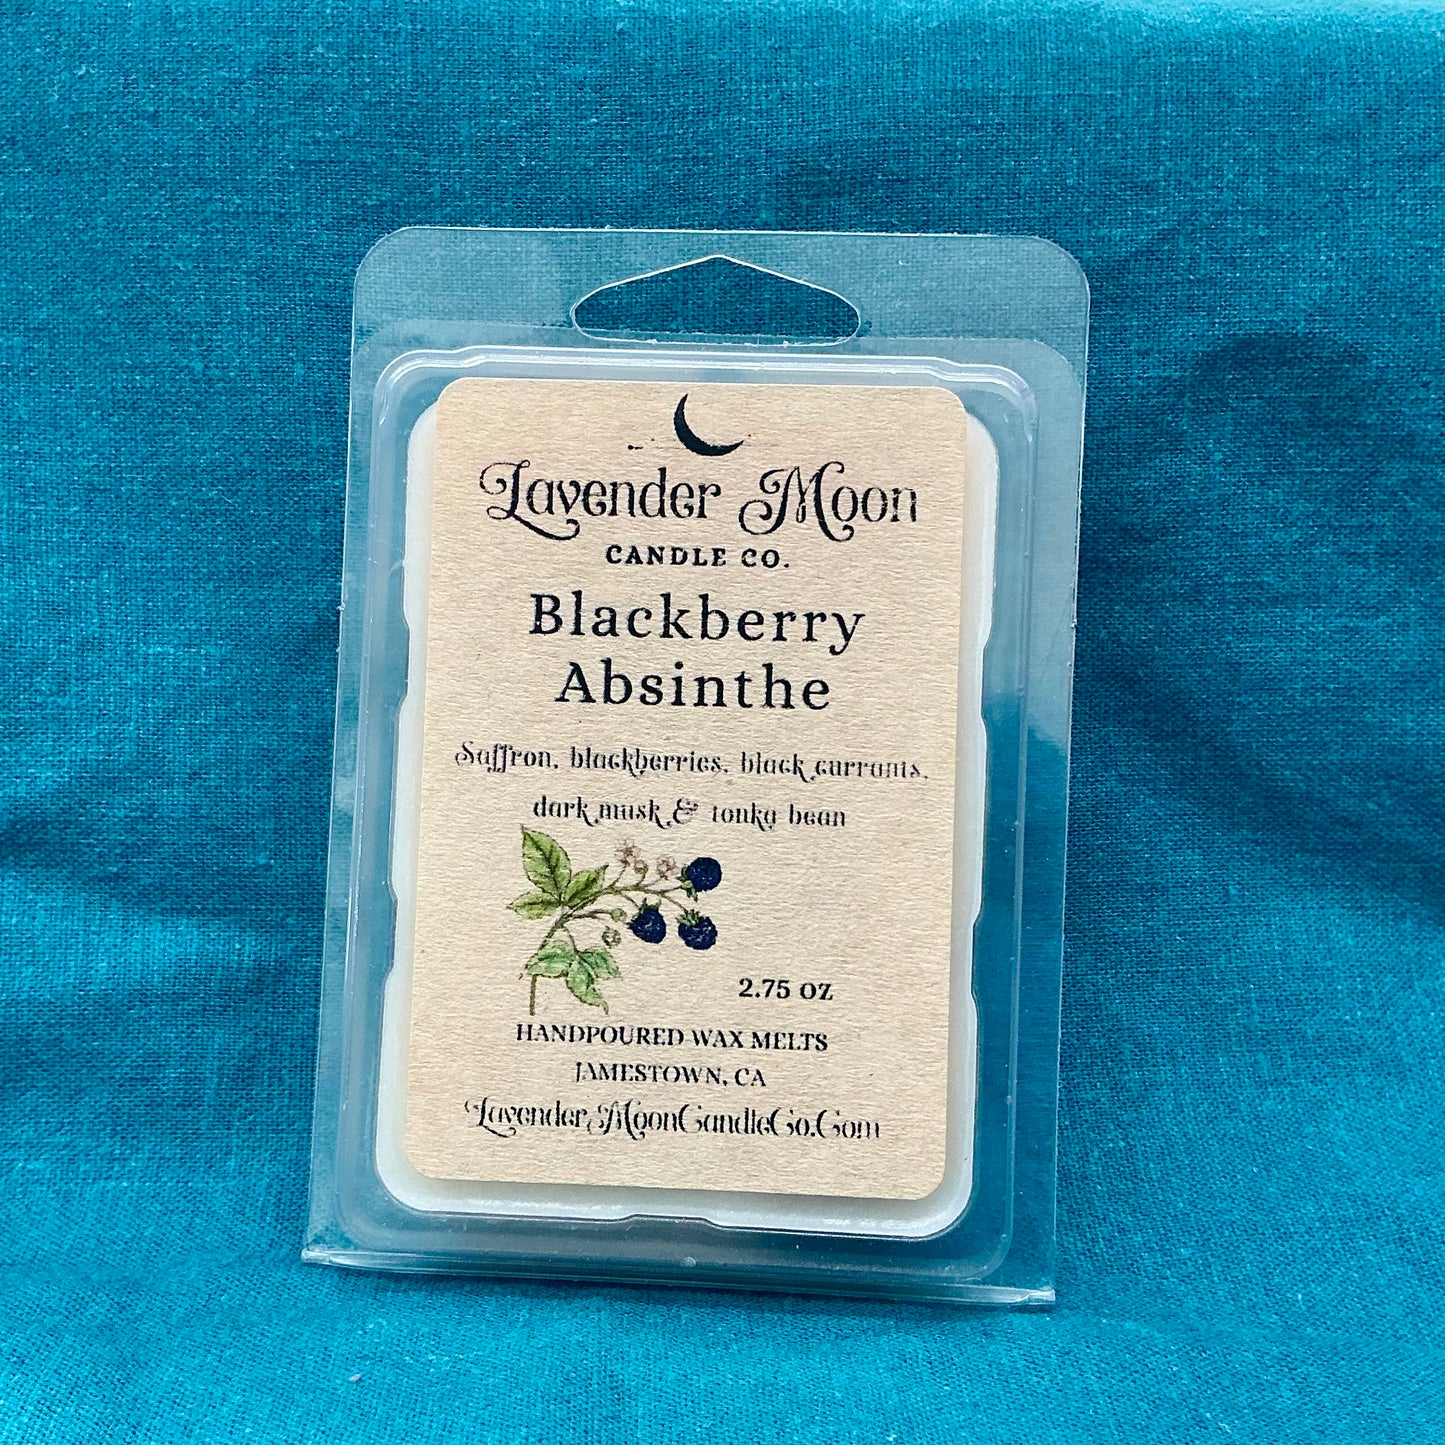 Lavender Moon
CANDLE CO.
Blackberry
Absinthe
Saffron, blackberries, black currants,
dark musk & tonka bean
2.75 OZ
HANDPOURED WAX MELTS
JAMESTOWN, CA
LavenderMoonCandleCo.Com